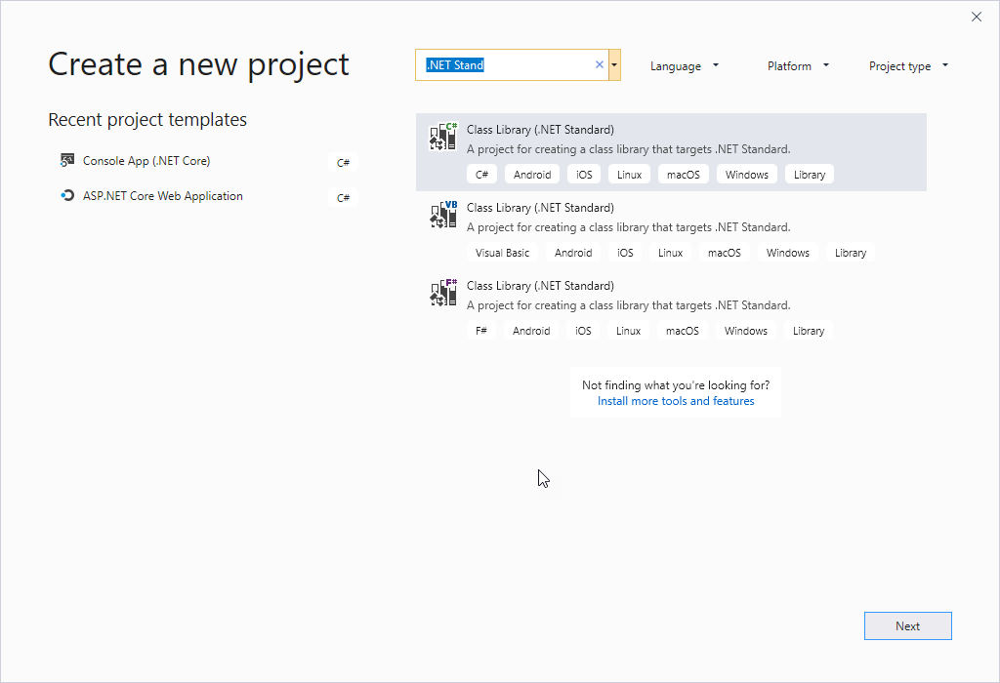 Create a new project
.NET Stand
Language
Platform
Project type
Recent project templates
Console App (.NET Core)
C#
ASP.NET Core Web Application
C#
C#
Class Library (.NET Standard)
A project for creating a class library that targets .NET Standard.
C# Android iOS Linux macOS Windows Library
VB
Class Library (.NET Standard)
A project for creating a class library that targets .NET Standard.
Visual Basic Android iOS Linux macOS Windows Library
F#
Class Library (.NET Standard)
A project for creating a class library that targets .NET Standard.
F# Android iOS Linux macOS Windows Library
Not finding what you're looking for?
Install more tools and features
Next